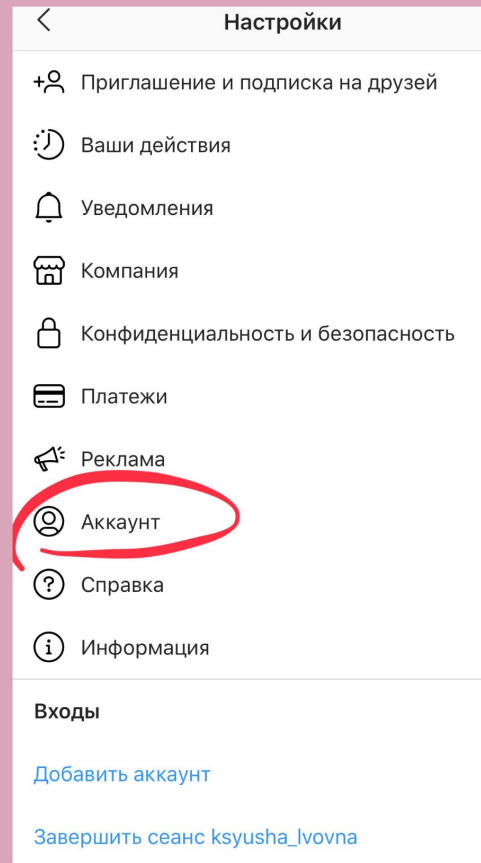 Настройки
Приглашение и подписка на друзей
Ваши действия
Уведомления
Компания
Конфиденциальность и безопасность
Платежи
Реклама
Аккаунт
Справка
Информация
Входы
Добавить аккаунт
Завершить сеанс ksyusha_lvovna